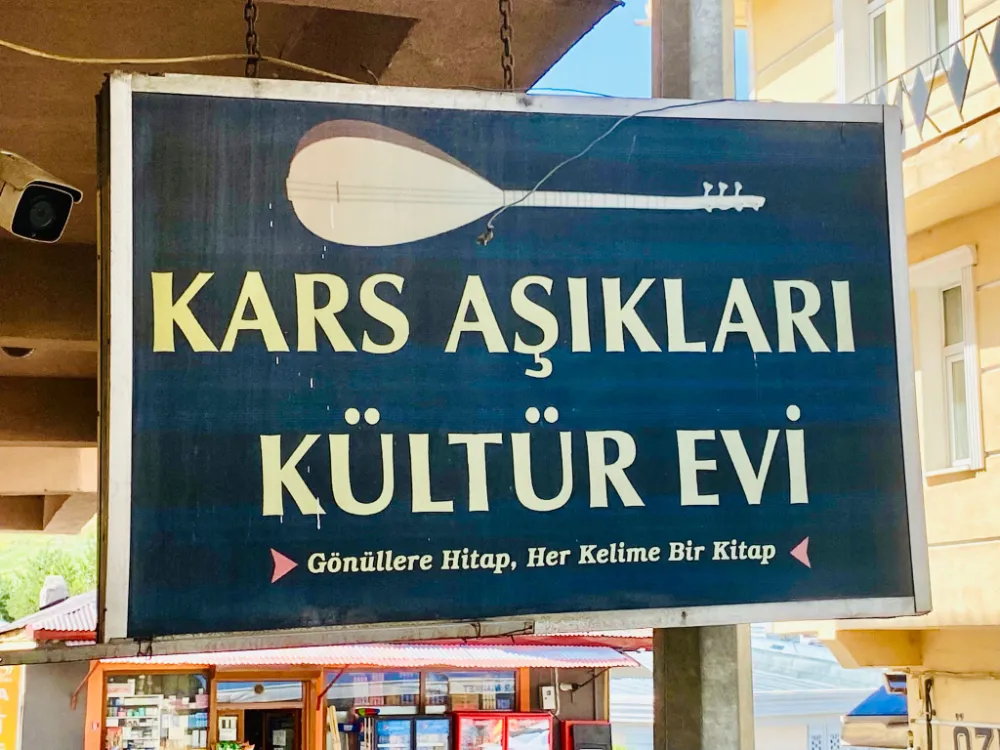 KARS AŞIKLARI
KÜLTÜR EVİ
Gönüllere Hitap, Her Kelime Bir Kitap